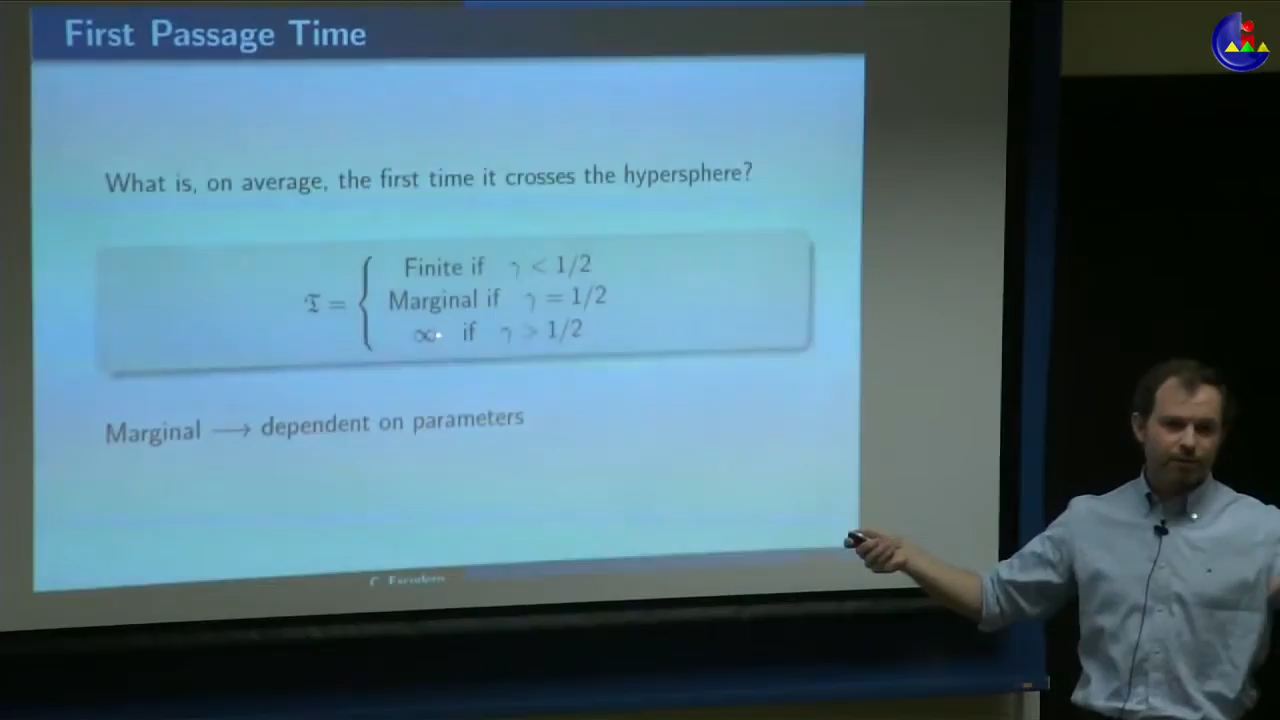 First Passage Time
What is, on average, the first time it crosses the hypersphere?
𝔗 = { Finite if γ < 1/2
Marginal if γ = 1/2
∞ if γ > 1/2
Marginal ⟶ dependent on parameters
C. Escudero